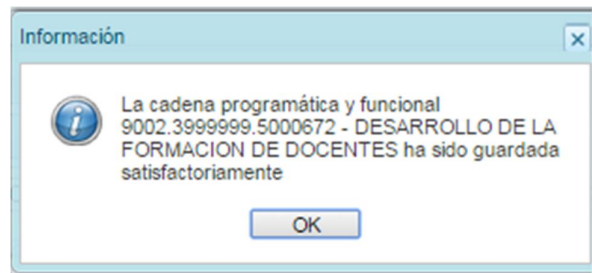 Información
La cadena programática y funcional
9002.3999999.5000672 - DESARROLLO DE LA
FORMACION DE DOCENTES ha sido guardada
satisfactoriamente
OK